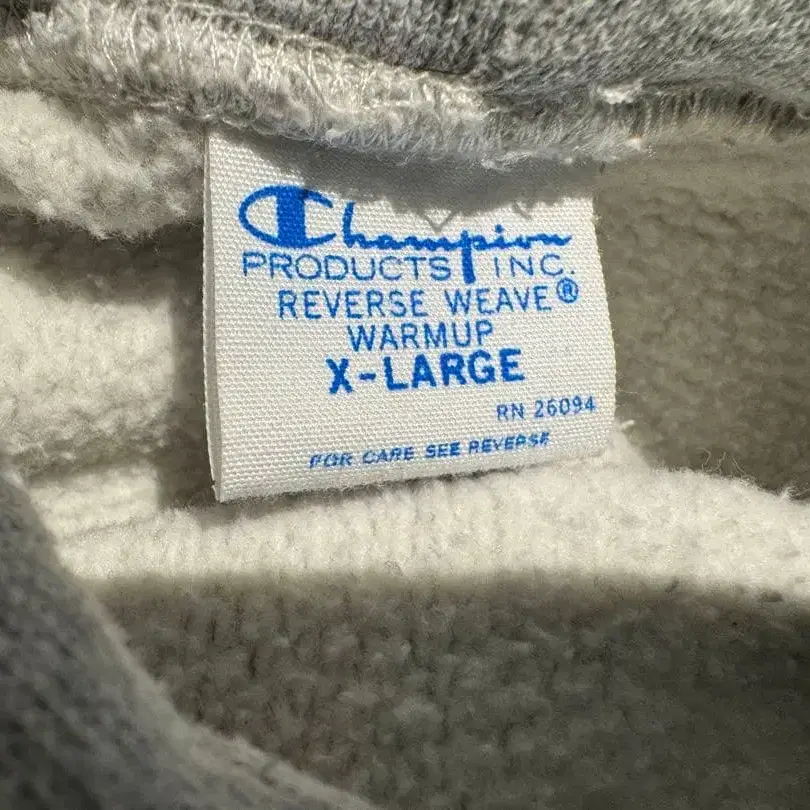 Champion
PRODUCTS INC.
REVERSE WEAVE®
WARMUP
X-LARGE
RN 26094
FOR CARE SEE REVERSE